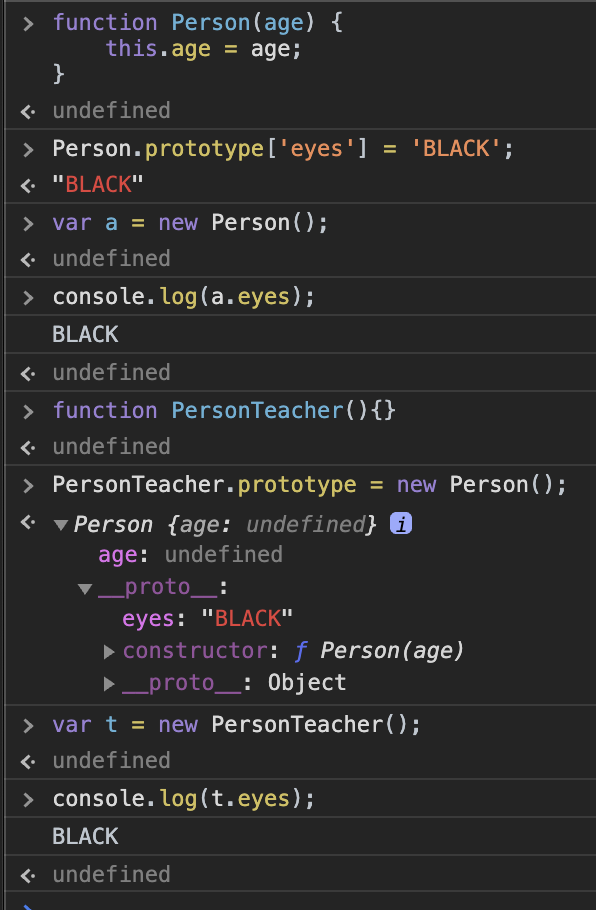 function Person(age) {
    this.age = age;
}
undefined
Person.prototype['eyes'] = 'BLACK';
"BLACK"
var a = new Person();
undefined
console.log(a.eyes);
BLACK
undefined
function PersonTeacher(){}
undefined
PersonTeacher.prototype = new Person();
Person {age: undefined} i
age: undefined
__proto__:
eyes: "BLACK"
constructor: ƒ Person(age)
__proto__: Object
var t = new PersonTeacher();
undefined
console.log(t.eyes);
BLACK
undefined